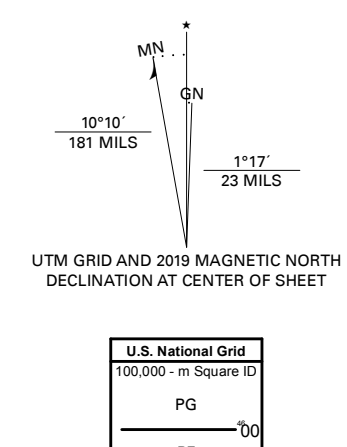 MN
GN
10°10´
181 MILS
1°17´
23 MILS
UTM GRID AND 2019 MAGNETIC NORTH
DECLINATION AT CENTER OF SHEET
U.S. National Grid
100,000 - m Square ID
PG
4600